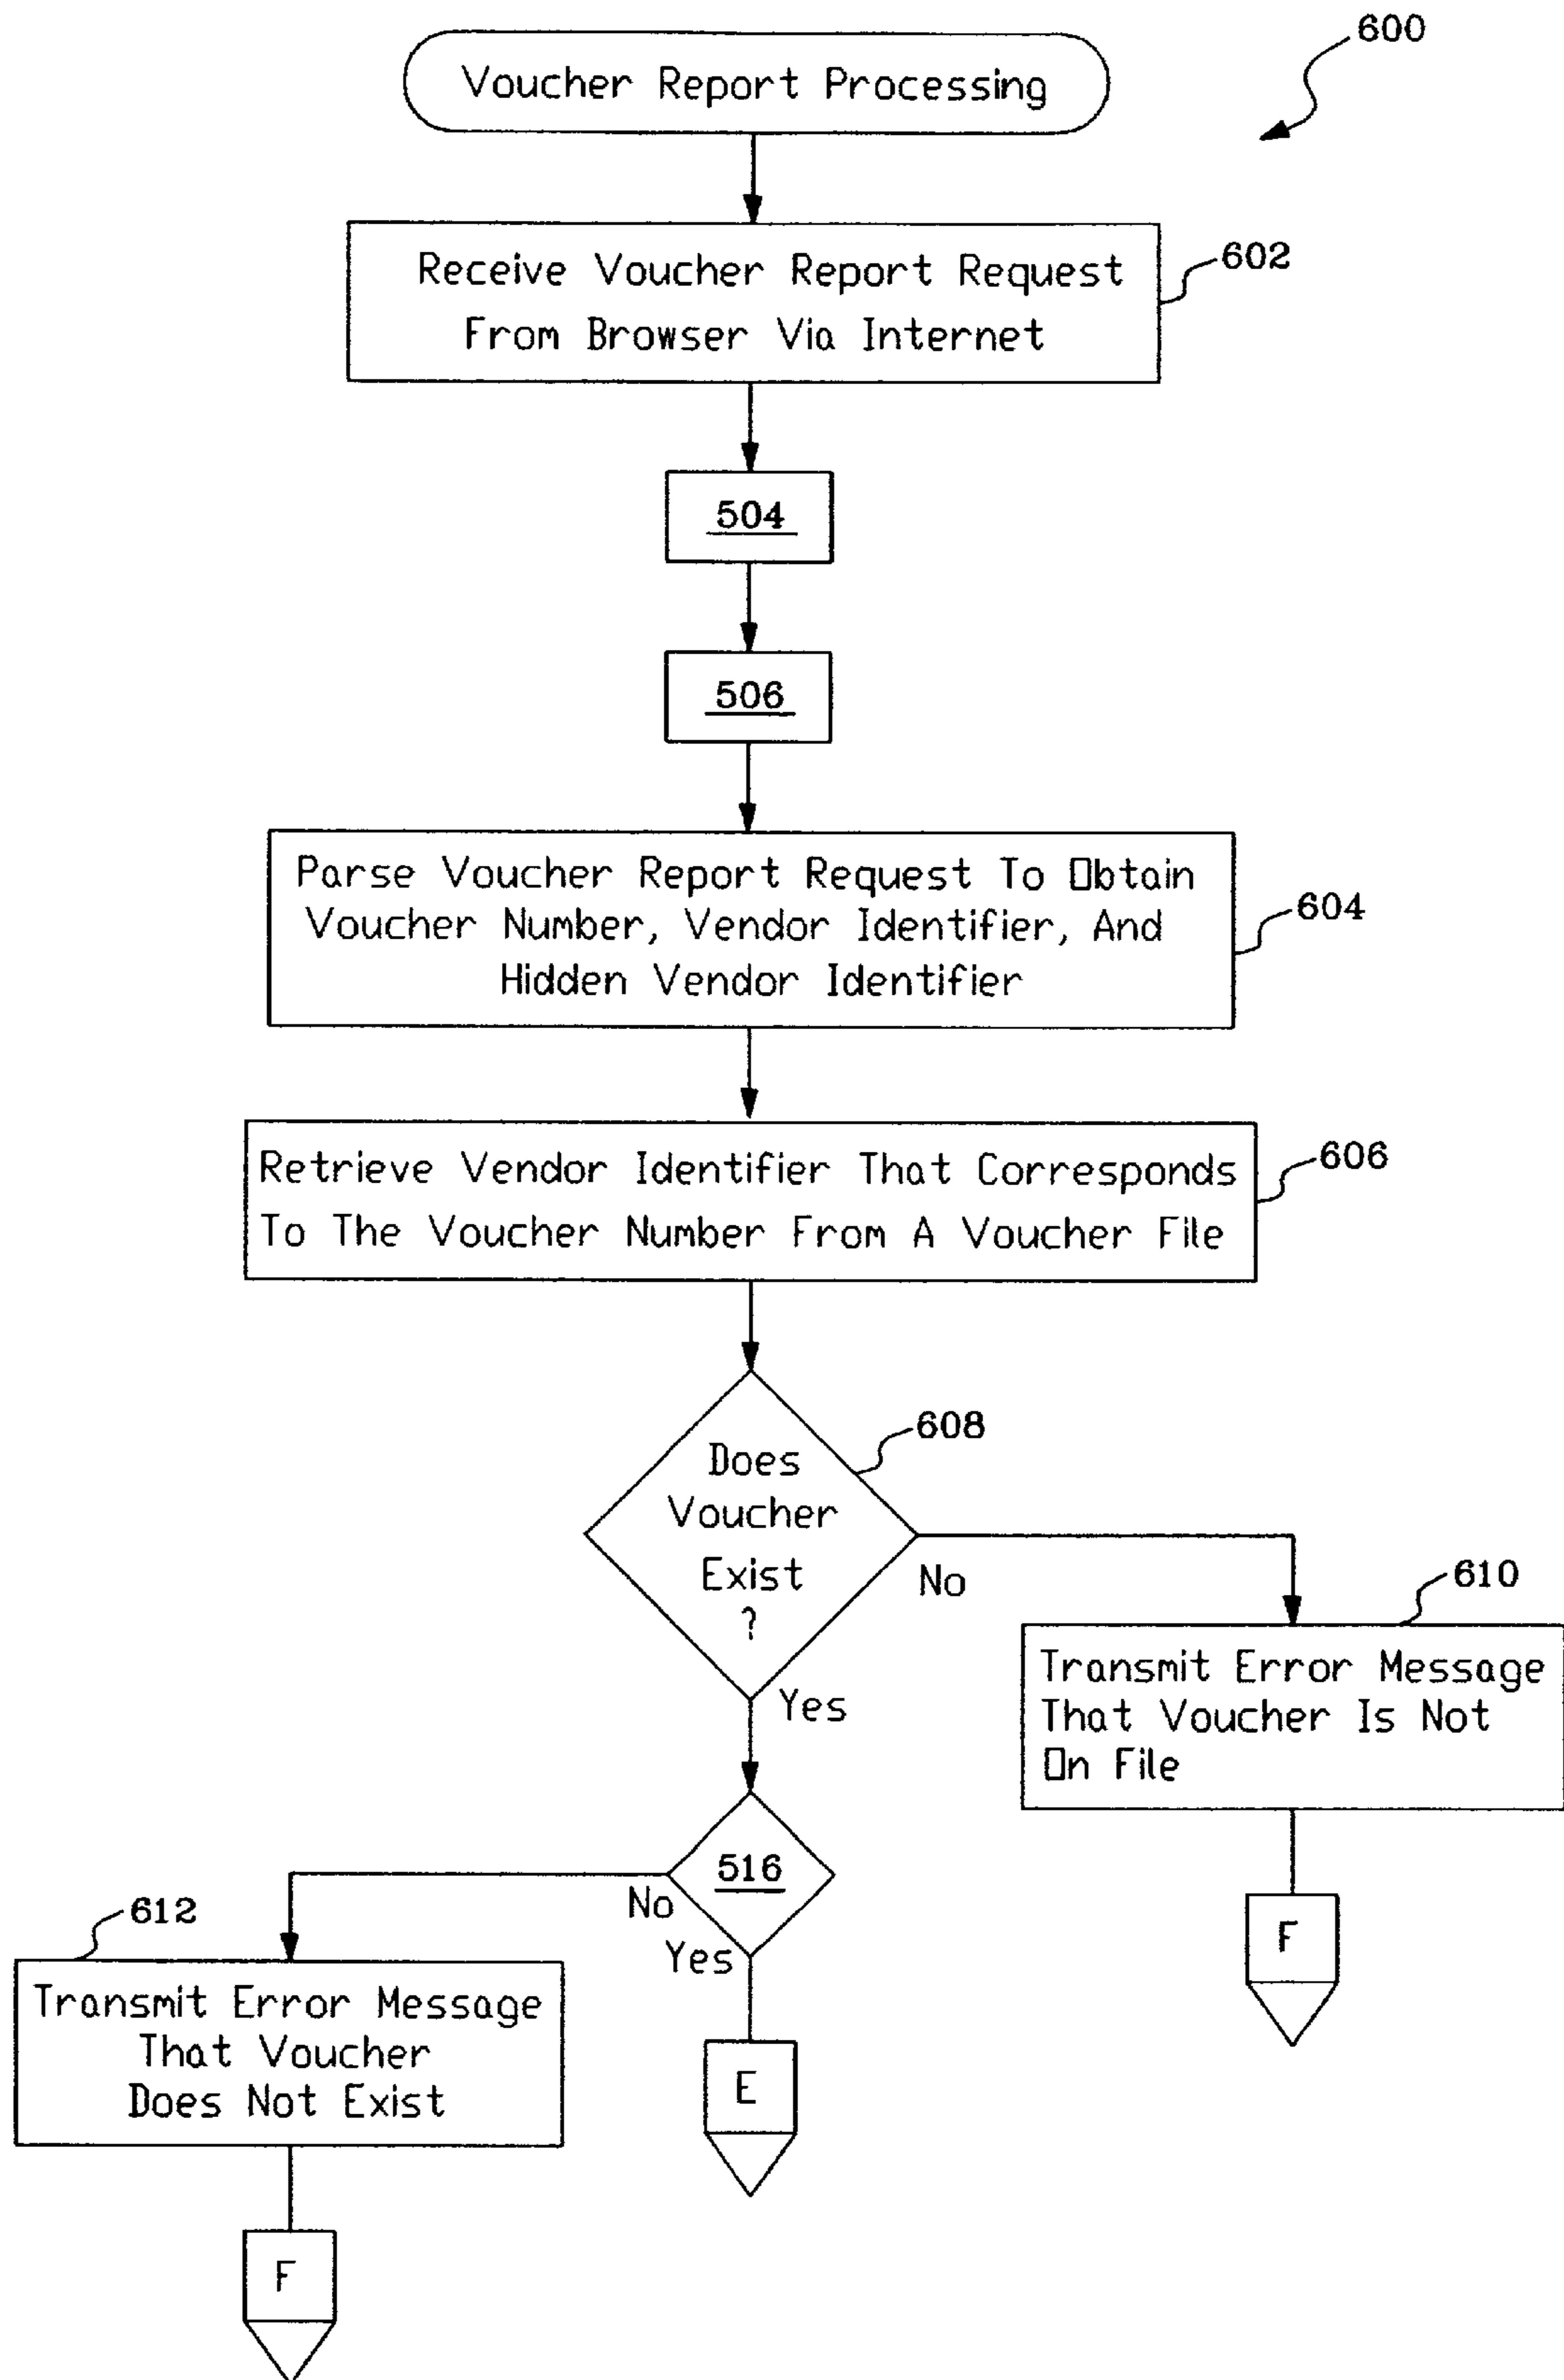 600
Voucher Report Processing
602
Receive Voucher Report Request
From Browser Via Internet
504
506
Parse Voucher Report Request To Obtain
Voucher Number, Vendor Identifier, And
Hidden Vendor Identifier
604
Retrieve Vendor Identifier That Corresponds
To The Voucher Number From A Voucher File
606
608
Does
Voucher
Exist
?
No
Yes
610
Transmit Error Message
That Voucher Is Not
On File
F
516
No
Yes
612
Transmit Error Message
That Voucher
Does Not Exist
E
F